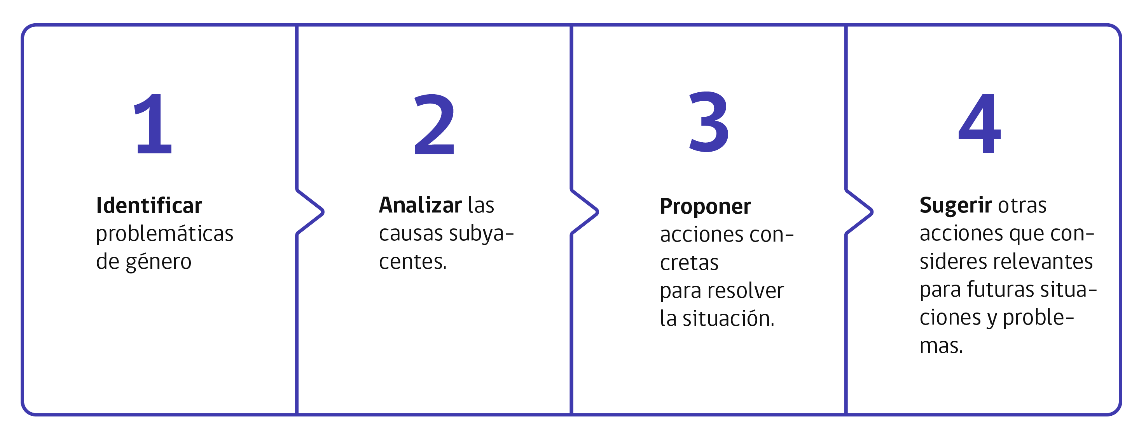 1
Identificar
problemáticas
de género
2
Analizar las
causas subya-
centes.
3
Proponer
acciones con-
cretas
para resolver
la situación.
4
Sugerir otras
acciones que con-
sideres relevantes
para futuras situa-
ciones y proble-
mas.